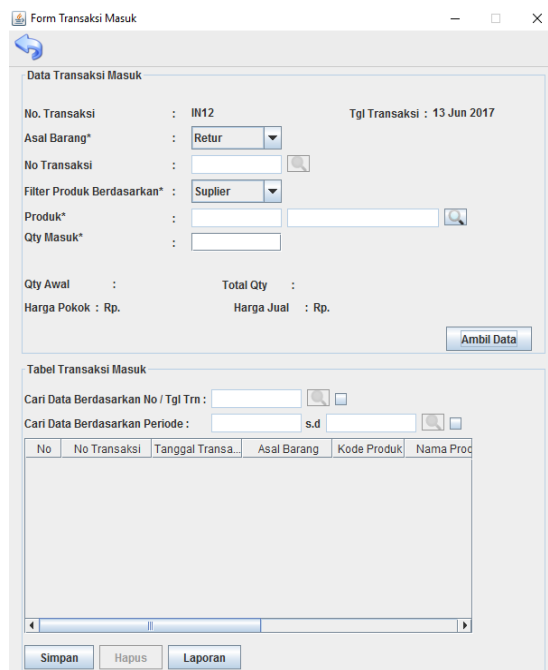 Form Transaksi Masuk
Data Transaksi Masuk
No. Transaksi : IN12 Tgl Transaksi : 13 Jun 2017
Asal Barang* : Retur
No Transaksi :
Filter Produk Berdasarkan* : Suplier
Produk* :
Qty Masuk* :
Qty Awal : Total Qty :
Harga Pokok : Rp. Harga Jual : Rp.
Ambil Data
Tabel Transaksi Masuk
Cari Data Berdasarkan No / Tgl Trn :
Cari Data Berdasarkan Periode : s.d
No No Transaksi Tanggal Transa... Asal Barang Kode Produk Nama Prod
Simpan Hapus Laporan